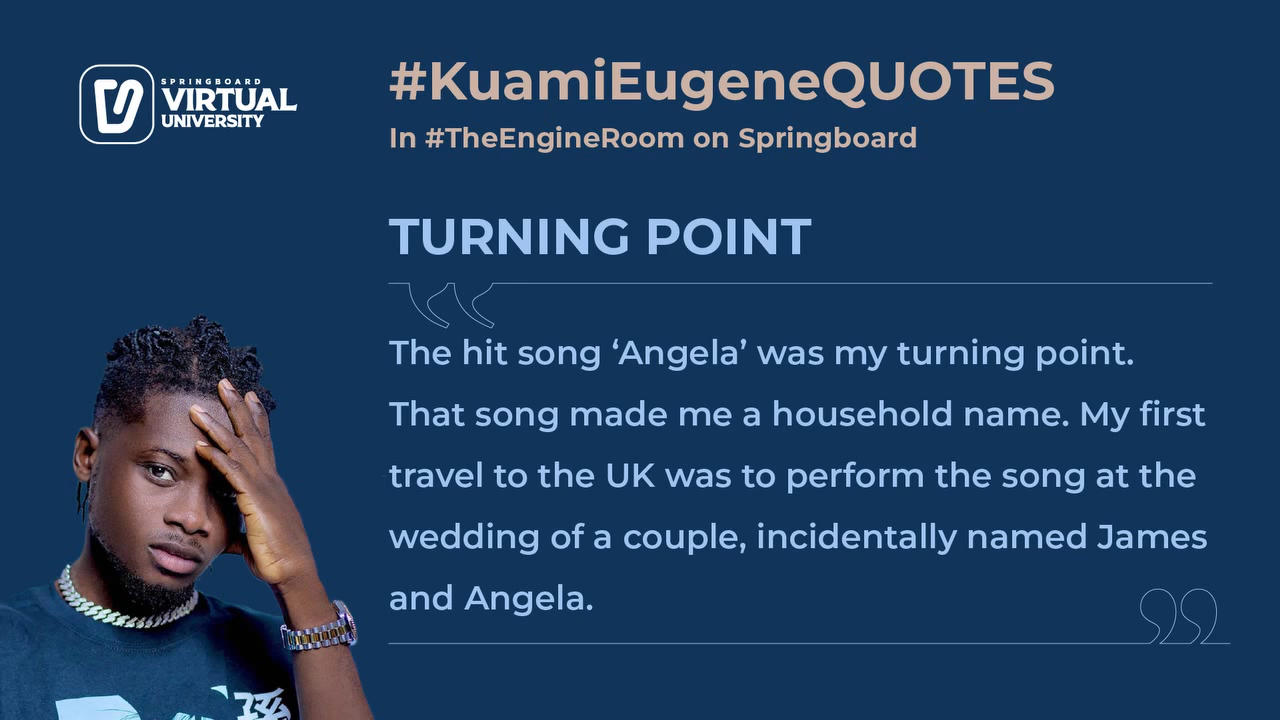 SPRINGBOARD
VIRTUAL
UNIVERSITY
#KuamiEugeneQUOTES
In #TheEngineRoom on Springboard
TURNING POINT
“
The hit song ‘Angela’ was my turning point.
That song made me a household name. My first
travel to the UK was to perform the song at the
wedding of a couple, incidentally named James
and Angela.
”